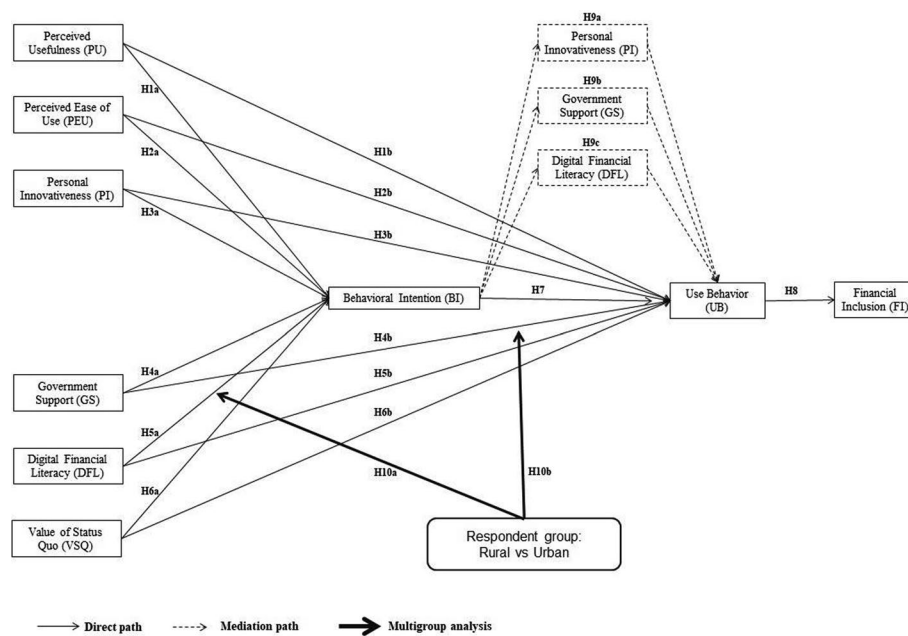 H9a
Perceived
Usefulness (PU)
Personal
Innovativeness (PI)
H1a
H9b
Perceived Ease of
Use (PEU)
Government
Support (GS)
H2a
H1b
H9c
Digital Financial
Literacy (DFL)
Personal
Innovativeness (PI)
H2b
H3a
H3b
Behavioral Intention (BI)
H7
Use Behavior
(UB)
H8
Financial
Inclusion (FI)
H4b
H4a
H5b
Government
Support (GS)
H6b
H5a
Digital Financial
Literacy (DFL)
H10a
H10b
H6a
Value of Status
Quo (VSQ)
Respondent group:
Rural vs Urban
Direct path
Mediation path
Multigroup analysis